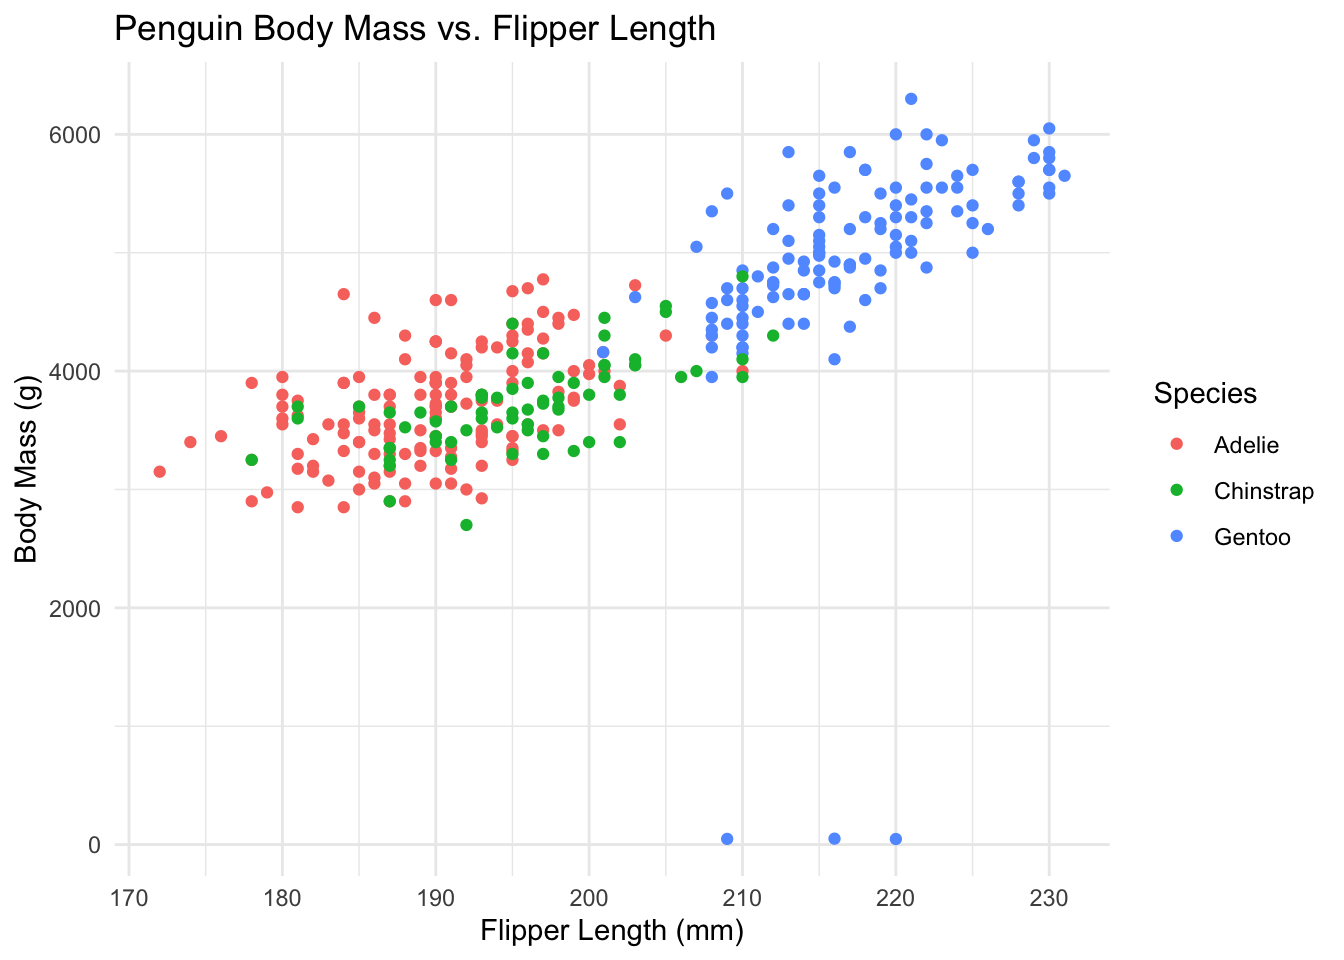 Penguin Body Mass vs. Flipper Length
6000
4000
2000
0
Body Mass (g)
170 180 190 200 210 220 230
Flipper Length (mm)
Species
Adelie
Chinstrap
Gentoo